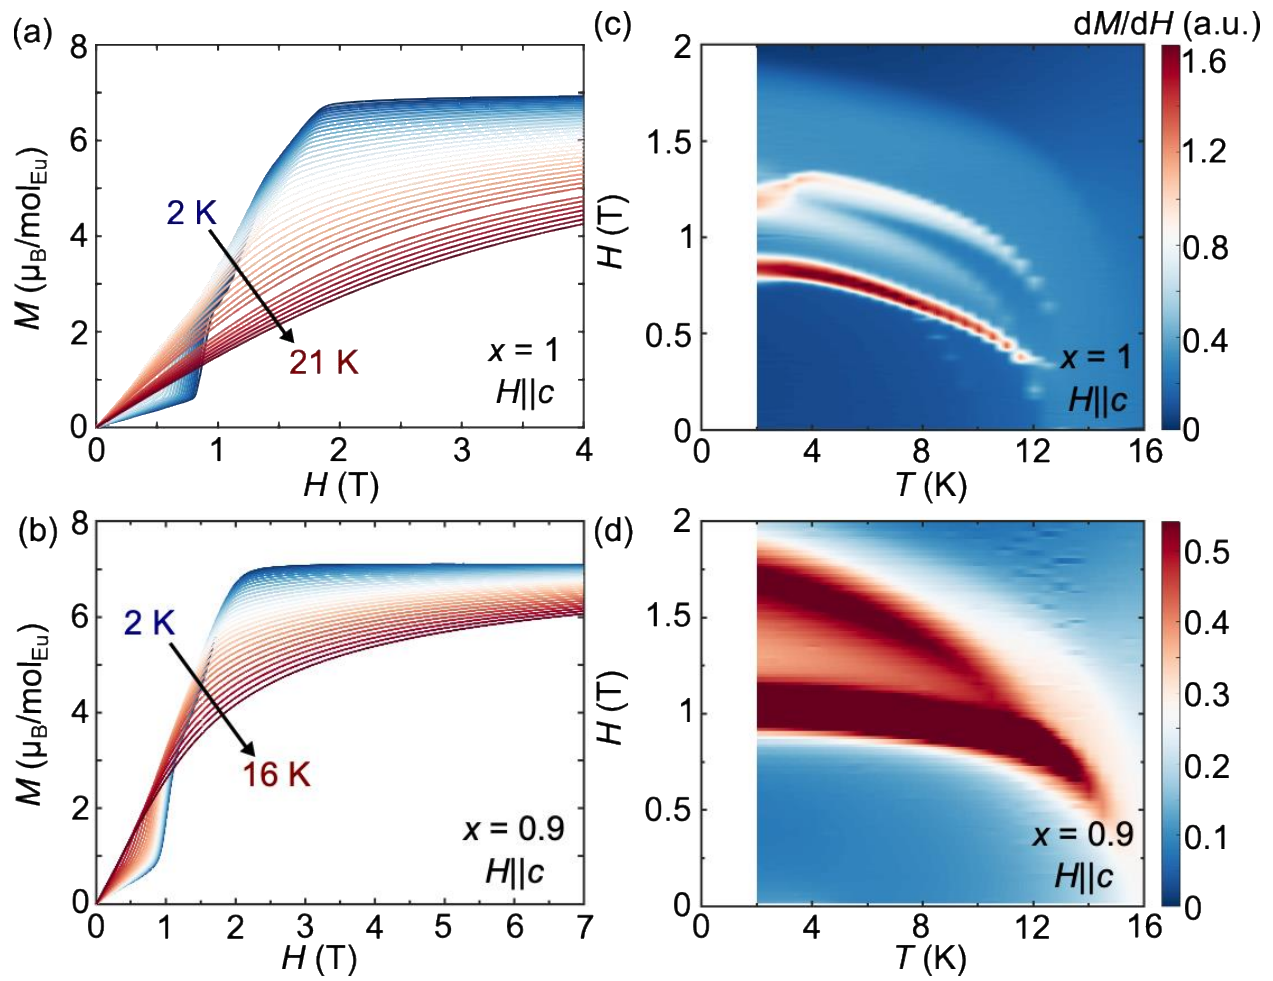 (a)
8
6
4
2
0
M (μB/molEu)
2 K
21 K
x = 1
H||c
0 1 2 3 4
H (T)
(c)
dM/dH (a.u.)
2
1.5
1
0.5
0
H (T)
x = 1
H||c
0 4 8 12 16
T (K)
1.6
1.2
0.8
0.4
0
(b)
8
6
4
2
0
M (μB/molEu)
2 K
16 K
x = 0.9
H||c
0 1 2 3 4 5 6 7
H (T)
(d)
2
1.5
1
0.5
0
H (T)
x = 0.9
H||c
0 4 8 12 16
T (K)
0.5
0.4
0.3
0.2
0.1
0